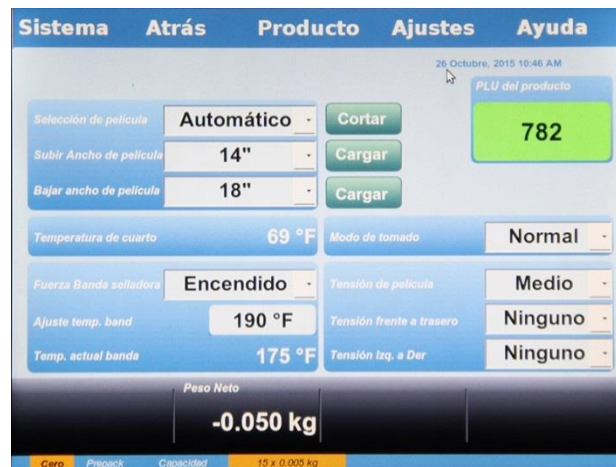 Sistema Atrás Producto Ajustes Ayuda
26 Octubre, 2015 10:46 AM
PLU del producto
782
Selección de película Automático Cortar
Subir Ancho de película 14" Cargar
Bajar ancho de película 18" Cargar
Temperatura de cuarto 69 °F Modo de tomado Normal
Fuerza Banda selladora Encendido Tensión de película Medio
Ajuste temp. band 190 °F Tensión frente a trasero Ninguno
Temp. actual banda 175 °F Tensión Izq. a Der Ninguno
Peso Neto
-0.050 kg
Cero Prepack Capacidad 15 x 0.005 kg